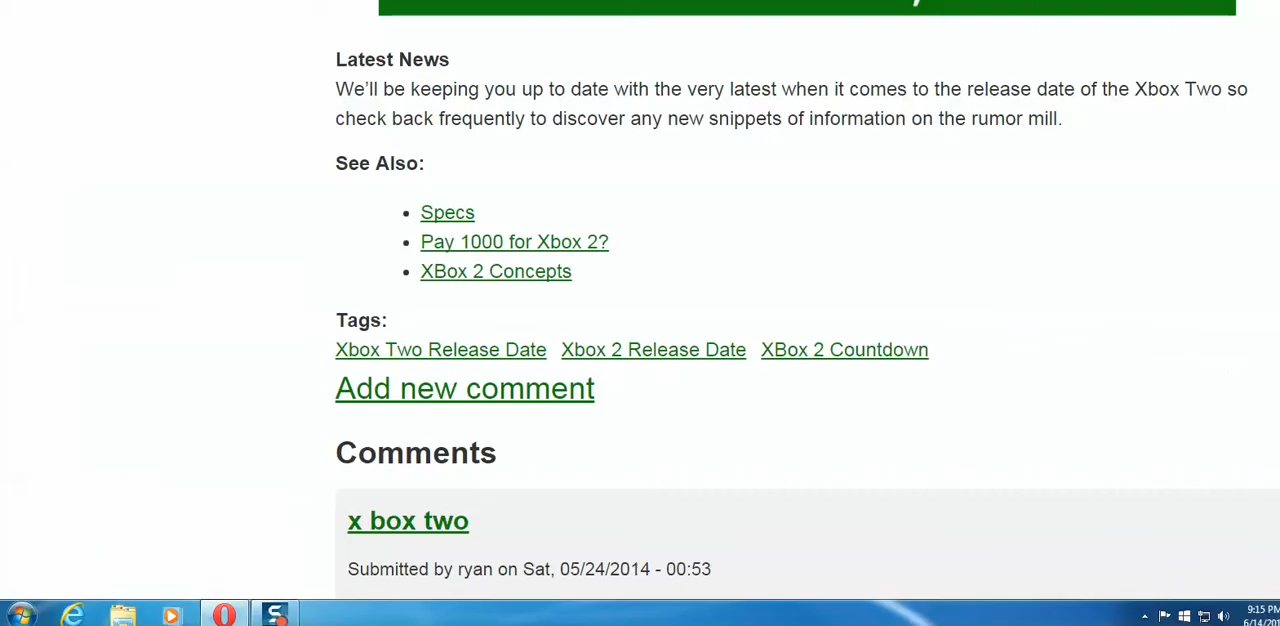 Latest News
We’ll be keeping you up to date with the very latest when it comes to the release date of the Xbox Two so
check back frequently to discover any new snippets of information on the rumor mill.
See Also:
Specs
Pay 1000 for Xbox 2?
XBox 2 Concepts
Tags:
Xbox Two Release Date Xbox 2 Release Date XBox 2 Countdown
Add new comment
Comments
x box two
Submitted by ryan on Sat, 05/24/2014 - 00:53
9:15 PM